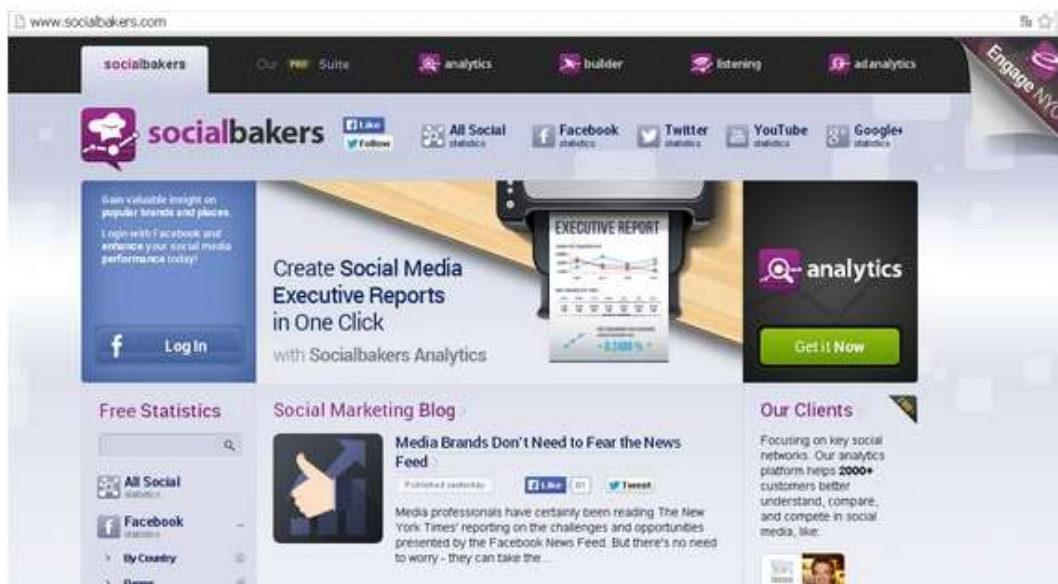 www.socialbakers.com
socialbakers
Our PRO Suite
analytics
builder
listening
adanalytics
Engage NYC
socialbakers
Like
Follow
All Social
statistics
Facebook
statistics
Twitter
statistics
YouTube
statistics
Google+
statistics
Gain valuable insight on
popular brands and places.
Login with Facebook and
enhance your social media
performance today!
Log In
Create Social Media
Executive Reports
in One Click
with Socialbakers Analytics
EXECUTIVE REPORT
analytics
Get it Now
Free Statistics
All Social
statistics
Facebook
statistics
By Country
Social Marketing Blog
Media Brands Don't Need to Fear the News
Feed
Published yesterday
Like
Tweet
Media professionals have certainly been reading The New
York Times' reporting on the challenges and opportunities
presented by the Facebook News Feed. But there's no need
to worry - they can take the...
Our Clients
Focusing on key social
networks. Our analytics
platform helps 2000+
customers better
understand, compare,
and compete in social
media, like: